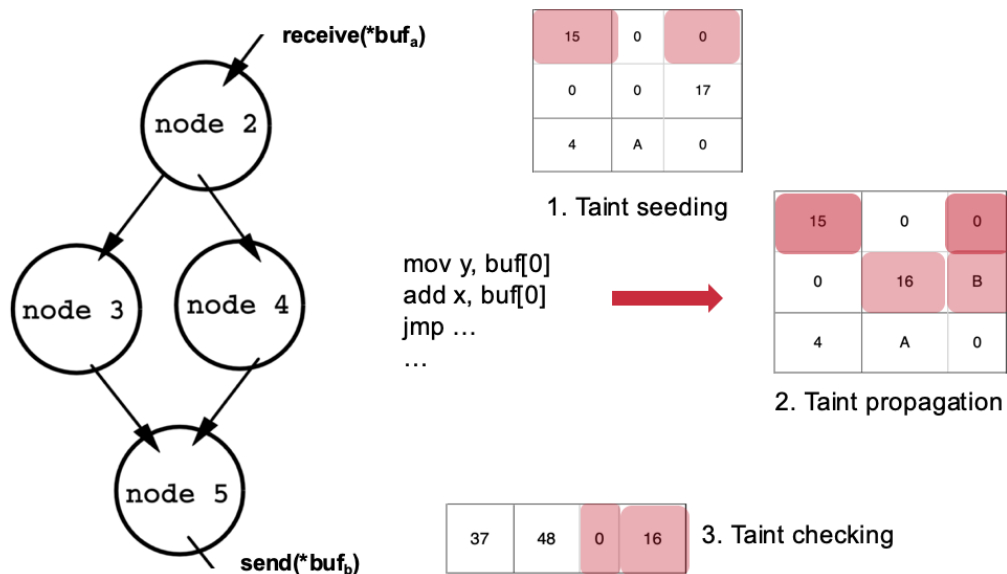 receive(*bufa)
node 2
node 3
node 4
node 5
send(*bufb)
15 0 0
0 0 17
4 A 0
1. Taint seeding
mov y, buf[0]
add x, buf[0]
jmp ...
...
15 0 0
0 16 B
4 A 0
2. Taint propagation
37 48 0 16
3. Taint checking